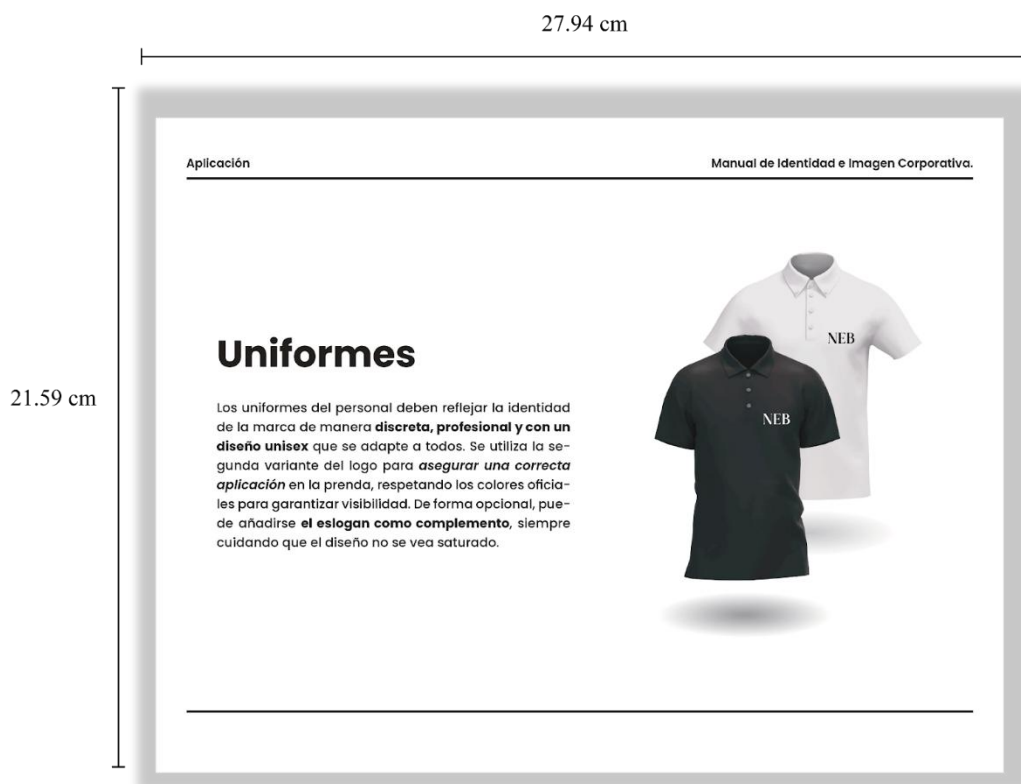 27.94 cm
21.59 cm
Aplicación
Manual de Identidad e Imagen Corporativa.
Uniformes
Los uniformes del personal deben reflejar la identidad
de la marca de manera discreta, profesional y con un
diseño unisex que se adapte a todos. Se utiliza la se-
gunda variante del logo para asegurar una correcta
aplicación en la prenda, respetando los colores oficia-
les para garantizar visibilidad. De forma opcional, pue-
de añadirse el eslogan como complemento, siempre
cuidando que el diseño no se vea saturado.
NEB
NEB